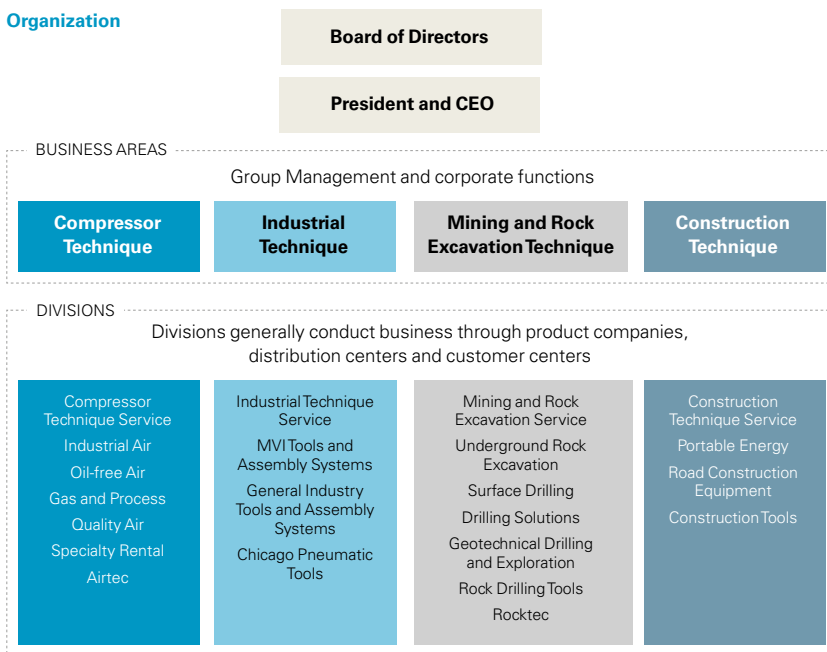 Organization
Board of Directors
President and CEO
BUSINESS AREAS
Group Management and corporate functions
Compressor
Technique
Industrial
Technique
Mining and Rock
Excavation Technique
Construction
Technique
DIVISIONS
Divisions generally conduct business through product companies,
distribution centers and customer centers
Compressor
Technique Service
Industrial Air
Oil-free Air
Gas and Process
Quality Air
Specialty Rental
Airtec
Industrial Technique
Service
MVI Tools and
Assembly Systems
General Industry
Tools and Assembly
Systems
Chicago Pneumatic
Tools
Mining and Rock
Excavation Service
Underground Rock
Excavation
Surface Drilling
Drilling Solutions
Geotechnical Drilling
and Exploration
Rock Drilling Tools
Rocktec
Construction
Technique Service
Portable Energy
Road Construction
Equipment
Construction Tools